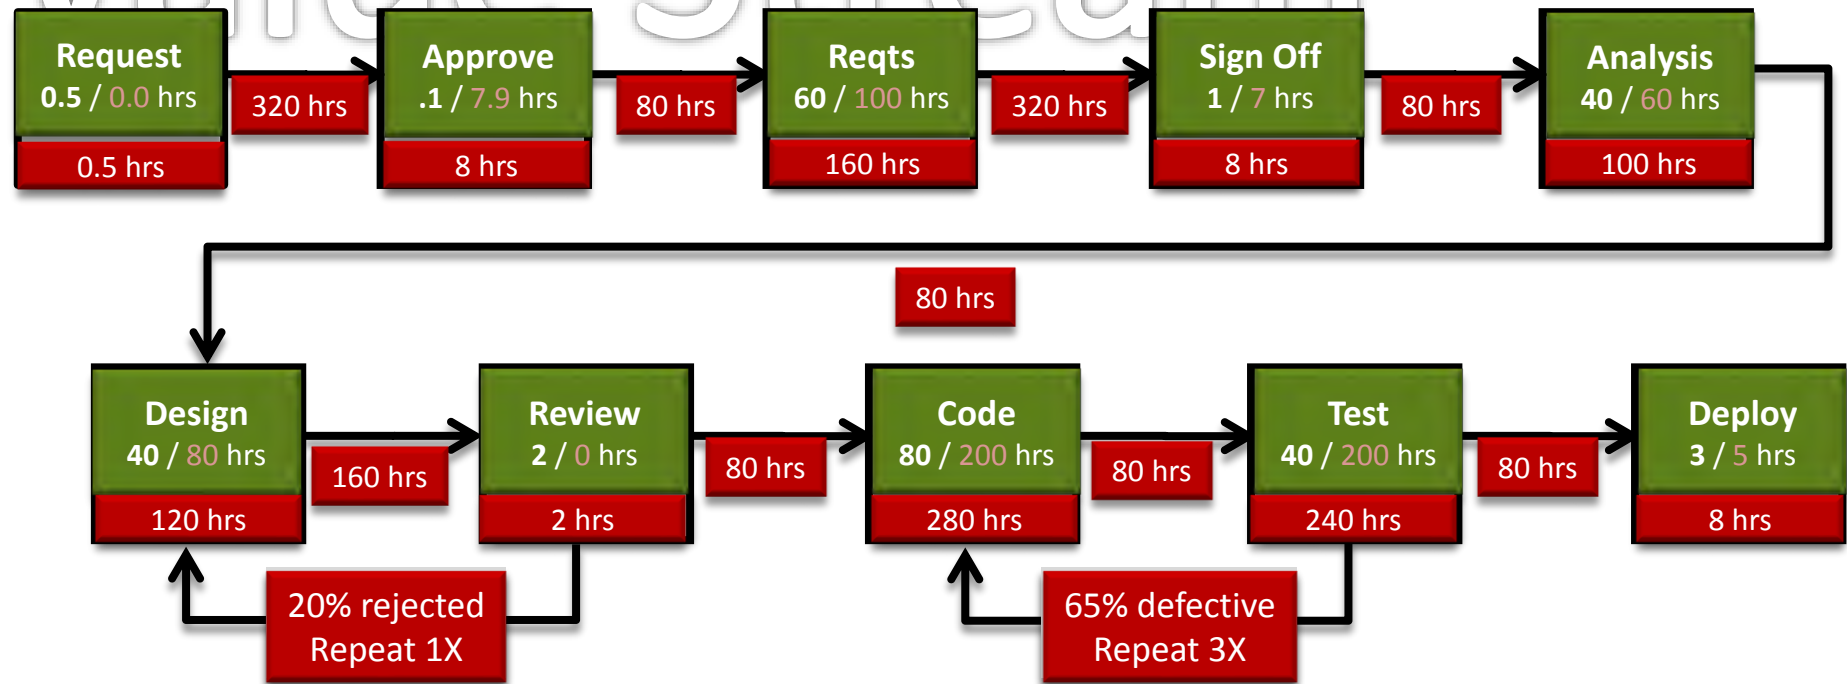 Value Stream
Request
0.5 / 0.0 hrs
0.5 hrs
320 hrs
Approve
.1 / 7.9 hrs
8 hrs
80 hrs
Reqts
60 / 100 hrs
160 hrs
320 hrs
Sign Off
1 / 7 hrs
8 hrs
80 hrs
Analysis
40 / 60 hrs
100 hrs
80 hrs
Design
40 / 80 hrs
120 hrs
160 hrs
Review
2 / 0 hrs
2 hrs
80 hrs
Code
80 / 200 hrs
280 hrs
80 hrs
Test
40 / 200 hrs
240 hrs
80 hrs
Deploy
3 / 5 hrs
8 hrs
20% rejected
Repeat 1X
65% defective
Repeat 3X